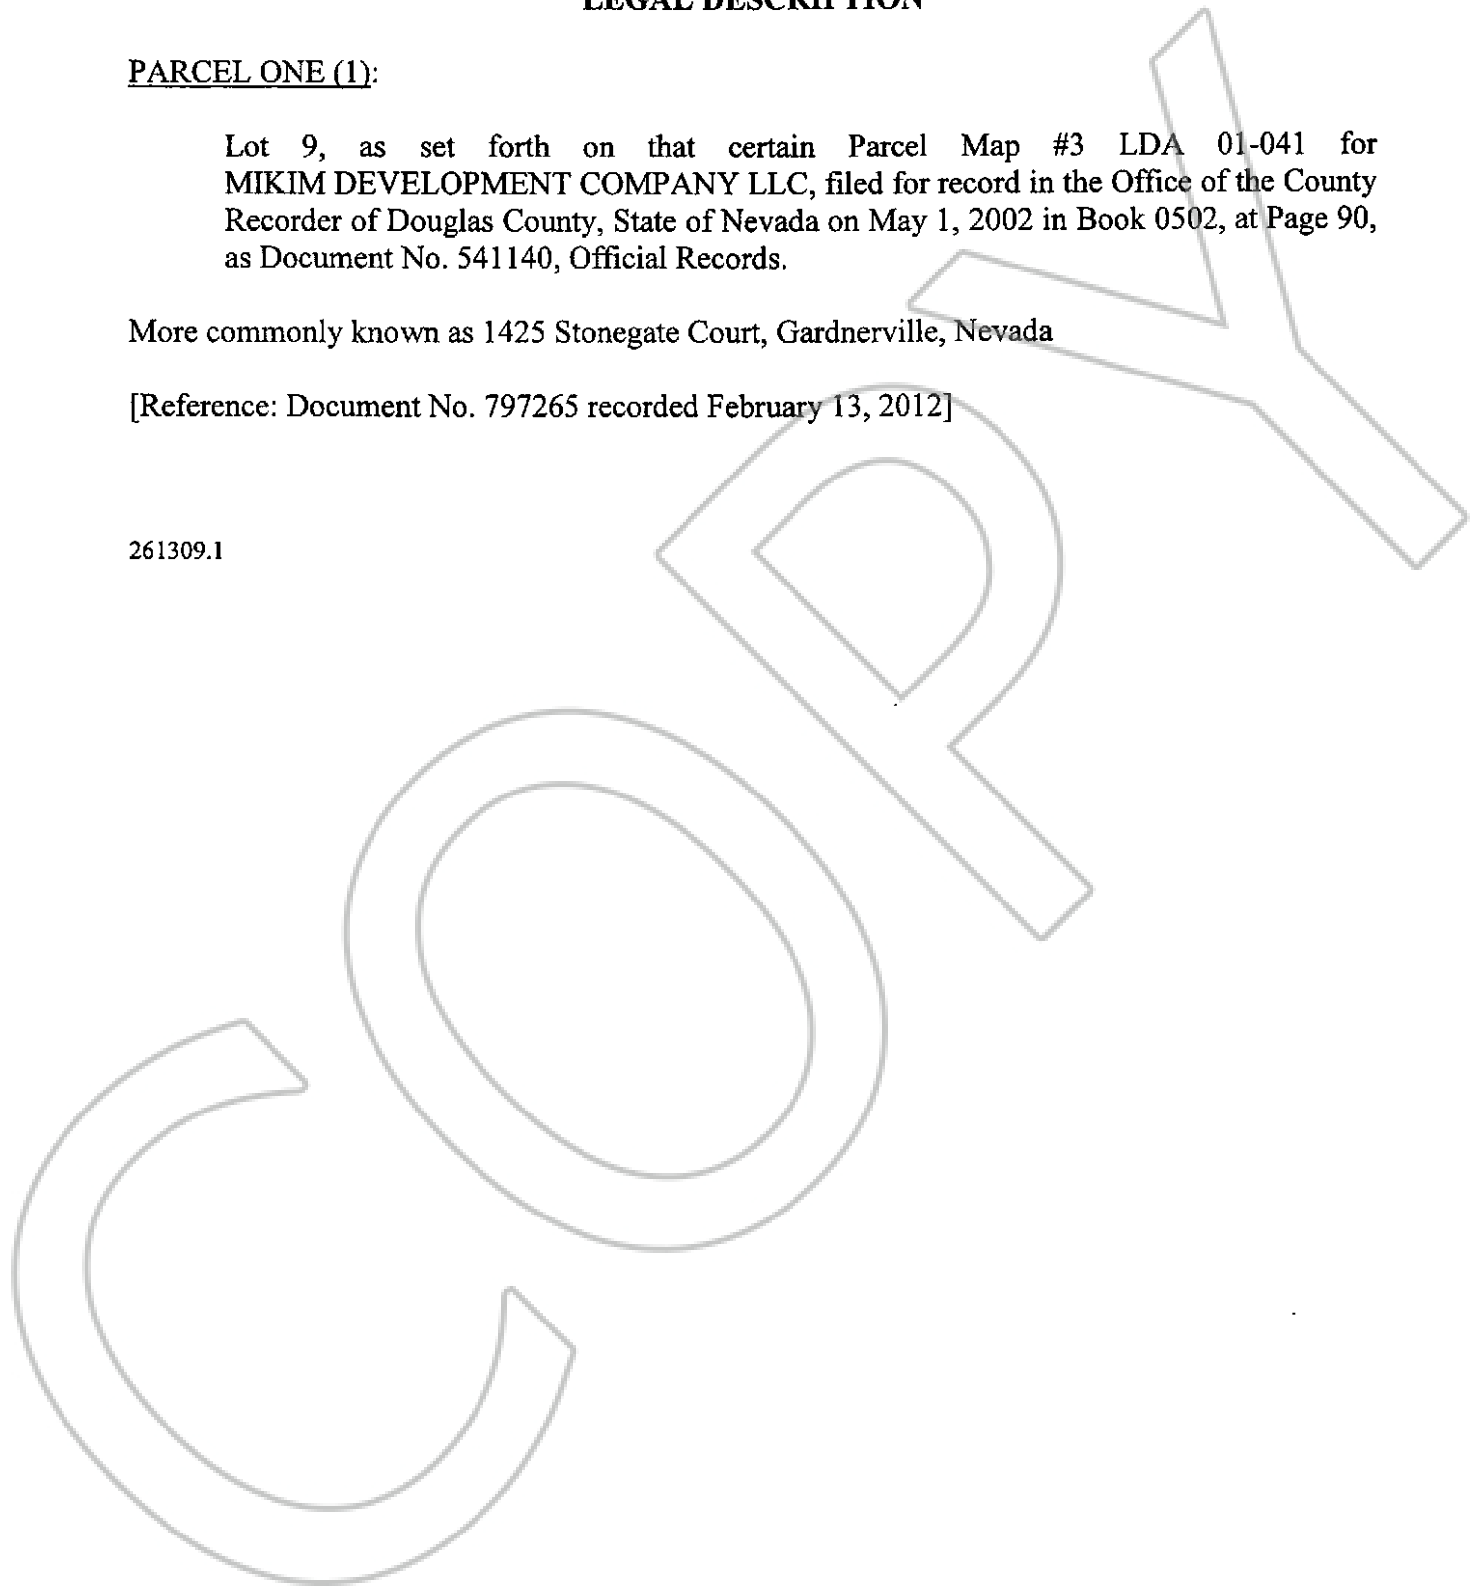 LEGAL DESCRIPTION
PARCEL ONE (1):
Lot 9, as set forth on that certain Parcel Map #3 LDA 01-041 for
MIKIM DEVELOPMENT COMPANY LLC, filed for record in the Office of the County
Recorder of Douglas County, State of Nevada on May 1, 2002 in Book 0502, at Page 90,
as Document No. 541140, Official Records.
More commonly known as 1425 Stonegate Court, Gardnerville, Nevada
[Reference: Document No. 797265 recorded February 13, 2012]
261309.1
COPY